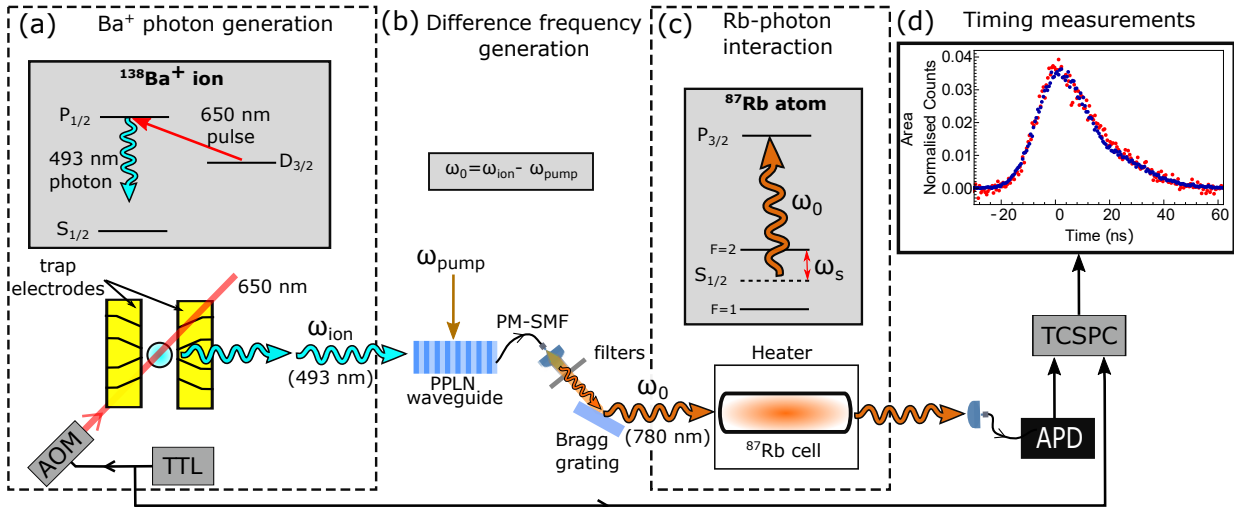 (a) Ba⁺ photon generation
¹³⁸Ba⁺ ion
P₁/₂
650 nm
pulse
493 nm
photon
D₃/₂
S₁/₂
trap
electrodes
650 nm
ωion
(493 nm)
AOM
TTL
(b) Difference frequency
generation
ω₀=ωion- ωpump
ωpump
PM-SMF
filters
PPLN
waveguide
Bragg
grating
ω₀
(780 nm)
(c) Rb-photon
interaction
⁸⁷Rb atom
P₃/₂
ω₀
F=2
ωs
S₁/₂
F=1
Heater
⁸⁷Rb cell
(d) Timing measurements
Area
Normalised Counts
0.04
0.03
0.02
0.01
0.00
-20
0
20
40
60
Time (ns)
TCSPC
APD